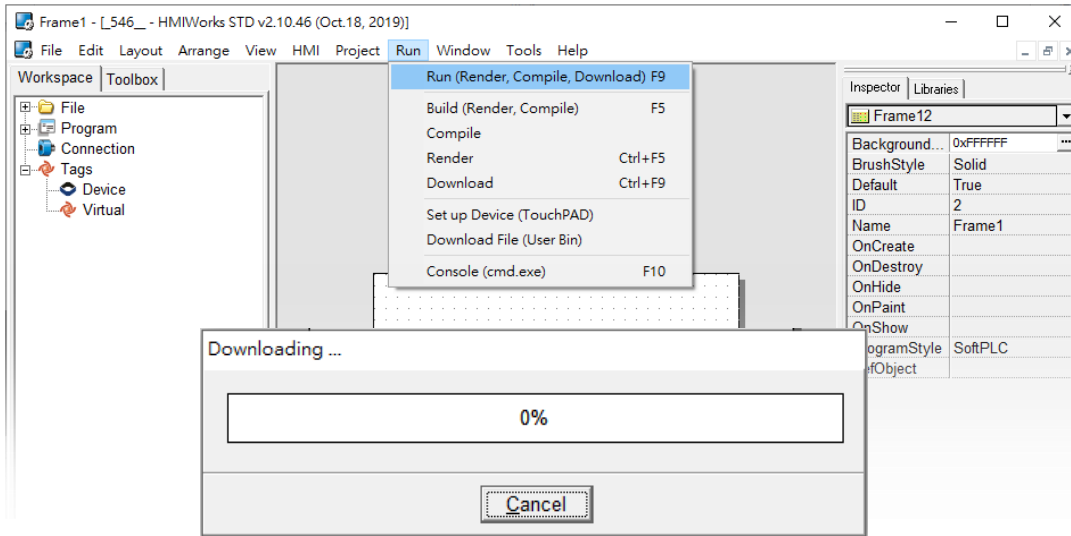 Frame1 - [_546__ - HMIWorks STD v2.10.46 (Oct.18, 2019)]
File Edit Layout Arrange View HMI Project Run Window Tools Help
Workspace Toolbox
File
Program
Connection
Tags
Device
Virtual
Run (Render, Compile, Download) F9
Build (Render, Compile) F5
Compile
Render Ctrl+F5
Download Ctrl+F9
Set up Device (TouchPAD)
Download File (User Bin)
Console (cmd.exe) F10
Inspector Libraries
Frame12
Background... 0xFFFFFF ...
BrushStyle Solid
Default True
ID 2
Name Frame1
OnCreate
OnDestroy
OnHide
OnPaint
OnShow
ogramStyle SoftPLC
efObject
Downloading ...
0%
Cancel